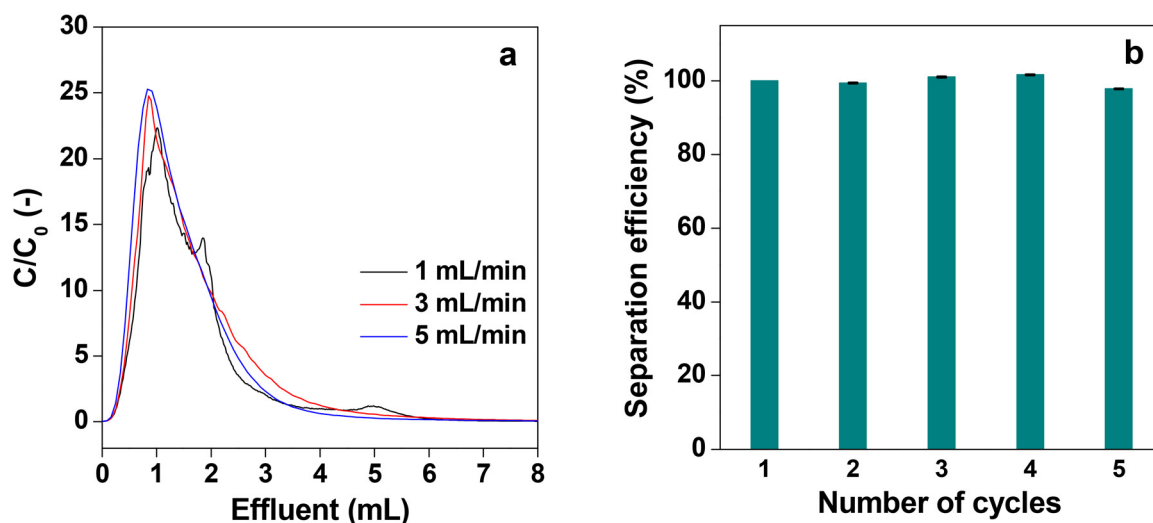 a
30
25
20
15
10
5
0
C/C0 (-)
1 mL/min
3 mL/min
5 mL/min
0 1 2 3 4 5 6 7 8
Effluent (mL)
b
100
80
60
40
20
0
Separation efficiency (%)
1 2 3 4 5
Number of cycles